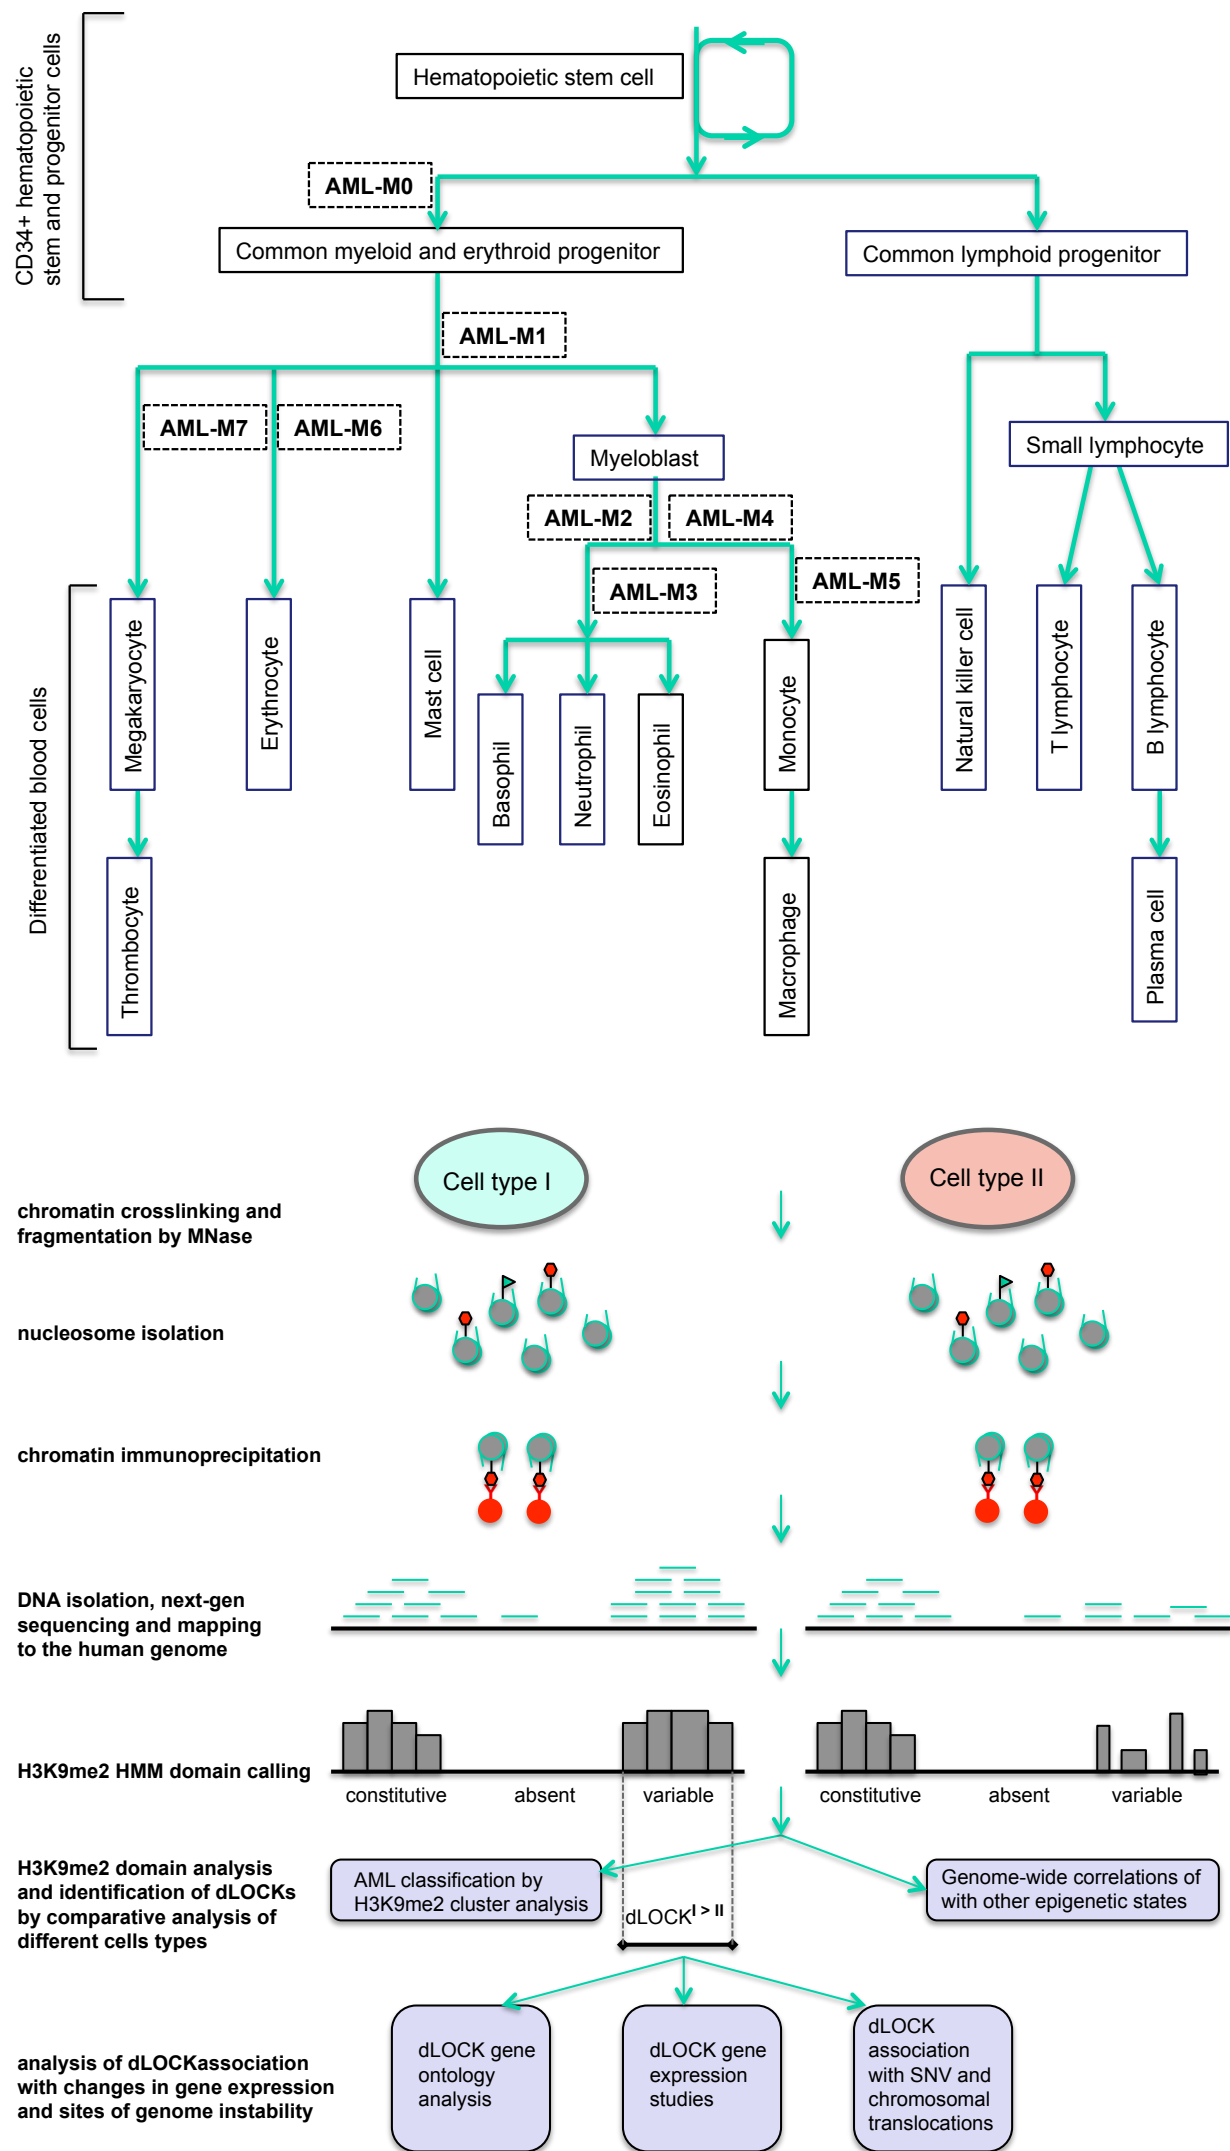 CD34+ hematopoietic
stem and progenitor cells
Hematopoietic stem cell
AML-M0
Common myeloid and erythroid progenitor
Common lymphoid progenitor
AML-M1
AML-M7
AML-M6
Myeloblast
Small lymphocyte
AML-M2
AML-M4
AML-M3
AML-M5
Differentiated blood cells
Megakaryocyte
Erythrocyte
Mast cell
Basophil
Neutrophil
Eosinophil
Monocyte
Natural killer cell
T lymphocyte
B lymphocyte
Thrombocyte
Macrophage
Plasma cell
Cell type I
Cell type II
chromatin crosslinking and
fragmentation by MNase
nucleosome isolation
chromatin immunoprecipitation
DNA isolation, next-gen
sequencing and mapping
to the human genome
H3K9me2 HMM domain calling
constitutive
absent
variable
constitutive
absent
variable
H3K9me2 domain analysis
and identification of dLOCKs
by comparative analysis of
different cells types
AML classification by
H3K9me2 cluster analysis
Genome-wide correlations of
with other epigenetic states
dLOCK I > II
analysis of dLOCKassociation
with changes in gene expression
and sites of genome instability
dLOCK gene
ontology
analysis
dLOCK gene
expression
studies
dLOCK
association
with SNV and
chromosomal
translocations